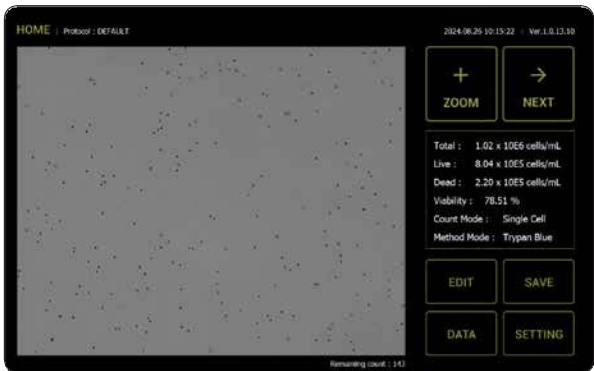 HOME | Protocol : DEFAULT
2024.08.26 10:15:22 | Ver.1.0.13.10
+
ZOOM
→
NEXT
Total : 1.02 x 10E6 cells/mL
Live : 8.04 x 10E5 cells/mL
Dead : 2.20 x 10E5 cells/mL
Viability : 78.51 %
Count Mode : Single Cell
Method Mode : Trypan Blue
EDIT
SAVE
DATA
SETTING
Remaining count : 143